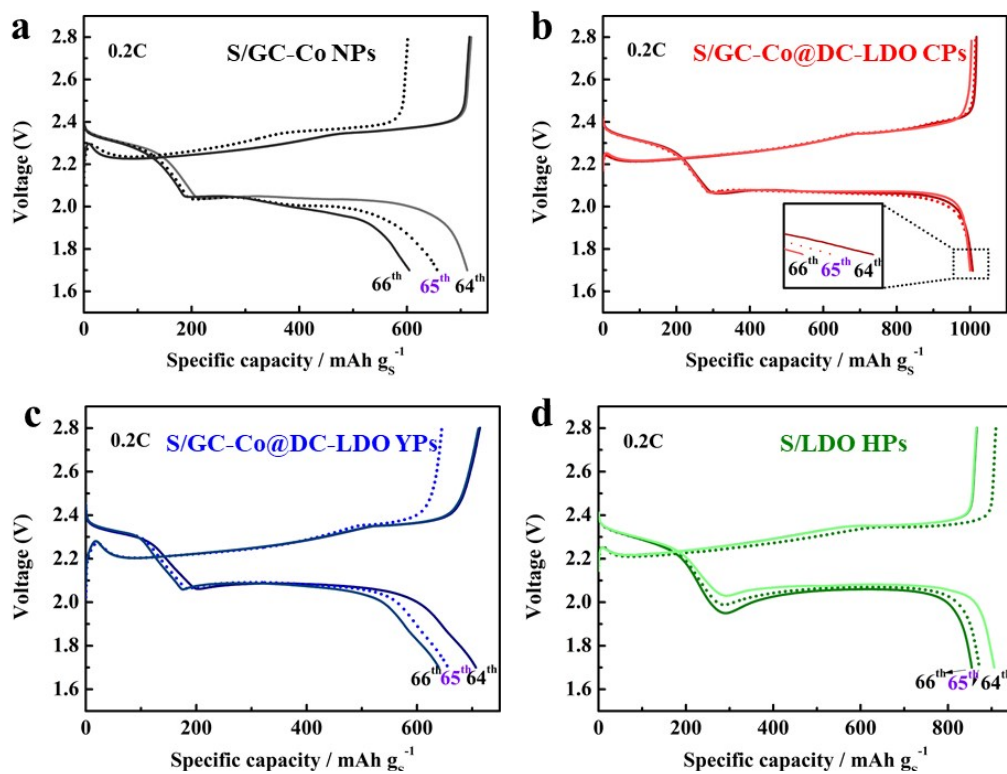 a
0.2C
S/GC-Co NPs
2.8
2.4
2.2
2.0
1.8
1.6
Voltage (V)
66th
65th
64th
0
200
400
600
Specific capacity / mAh gS-1
b
0.2C
S/GC-Co@DC-LDO CPs
2.8
2.6
2.4
2.2
2.0
1.8
1.6
Voltage (V)
66th
65th
64th
0
200
400
600
800
1000
Specific capacity / mAh gS-1
c
0.2C
S/GC-Co@DC-LDO YPs
2.8
2.6
2.4
2.2
2.0
1.8
1.6
Voltage (V)
66th
65th
64th
0
200
400
600
Specific capacity / mAh gS-1
d
0.2C
S/LDO HPs
2.8
2.6
2.4
2.2
2.0
1.8
1.6
Voltage (V)
66th
65th
64th
0
200
400
600
800
Specific capacity / mAh gS-1